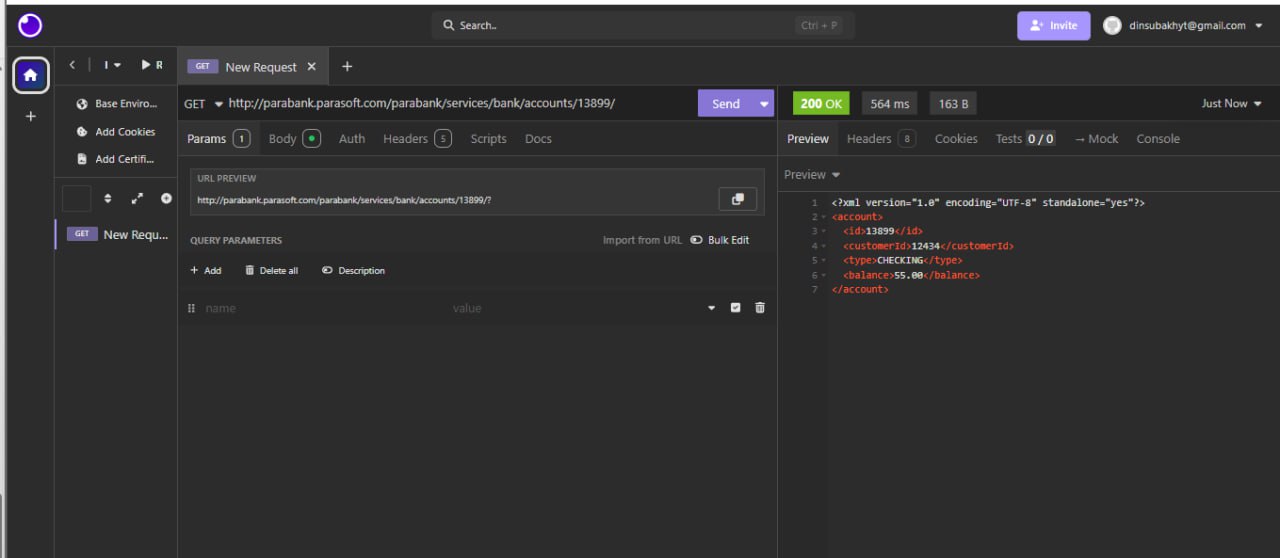 Search.. Ctrl + P Invite dinsubakhyt@gmail.com
I R GET New Request
Base Enviro... GET http://parabank.parasoft.com/parabank/services/bank/accounts/13899/ Send 200 OK 564 ms 163 B Just Now
Add Cookies Params 1 Body Auth Headers 5 Scripts Docs Preview Headers 8 Cookies Tests 0 / 0 → Mock Console
Add Certifi...
GET New Requ...
URL PREVIEW
http://parabank.parasoft.com/parabank/services/bank/accounts/13899/?
QUERY PARAMETERS Import from URL Bulk Edit
+ Add Delete all Description
name value
Preview
1 <?xml version="1.0" encoding="UTF-8" standalone="yes"?>
2 <account>
3 <id>13899</id>
4 <customerId>12434</customerId>
5 <type>CHECKING</type>
6 <balance>55.00</balance>
7 </account>